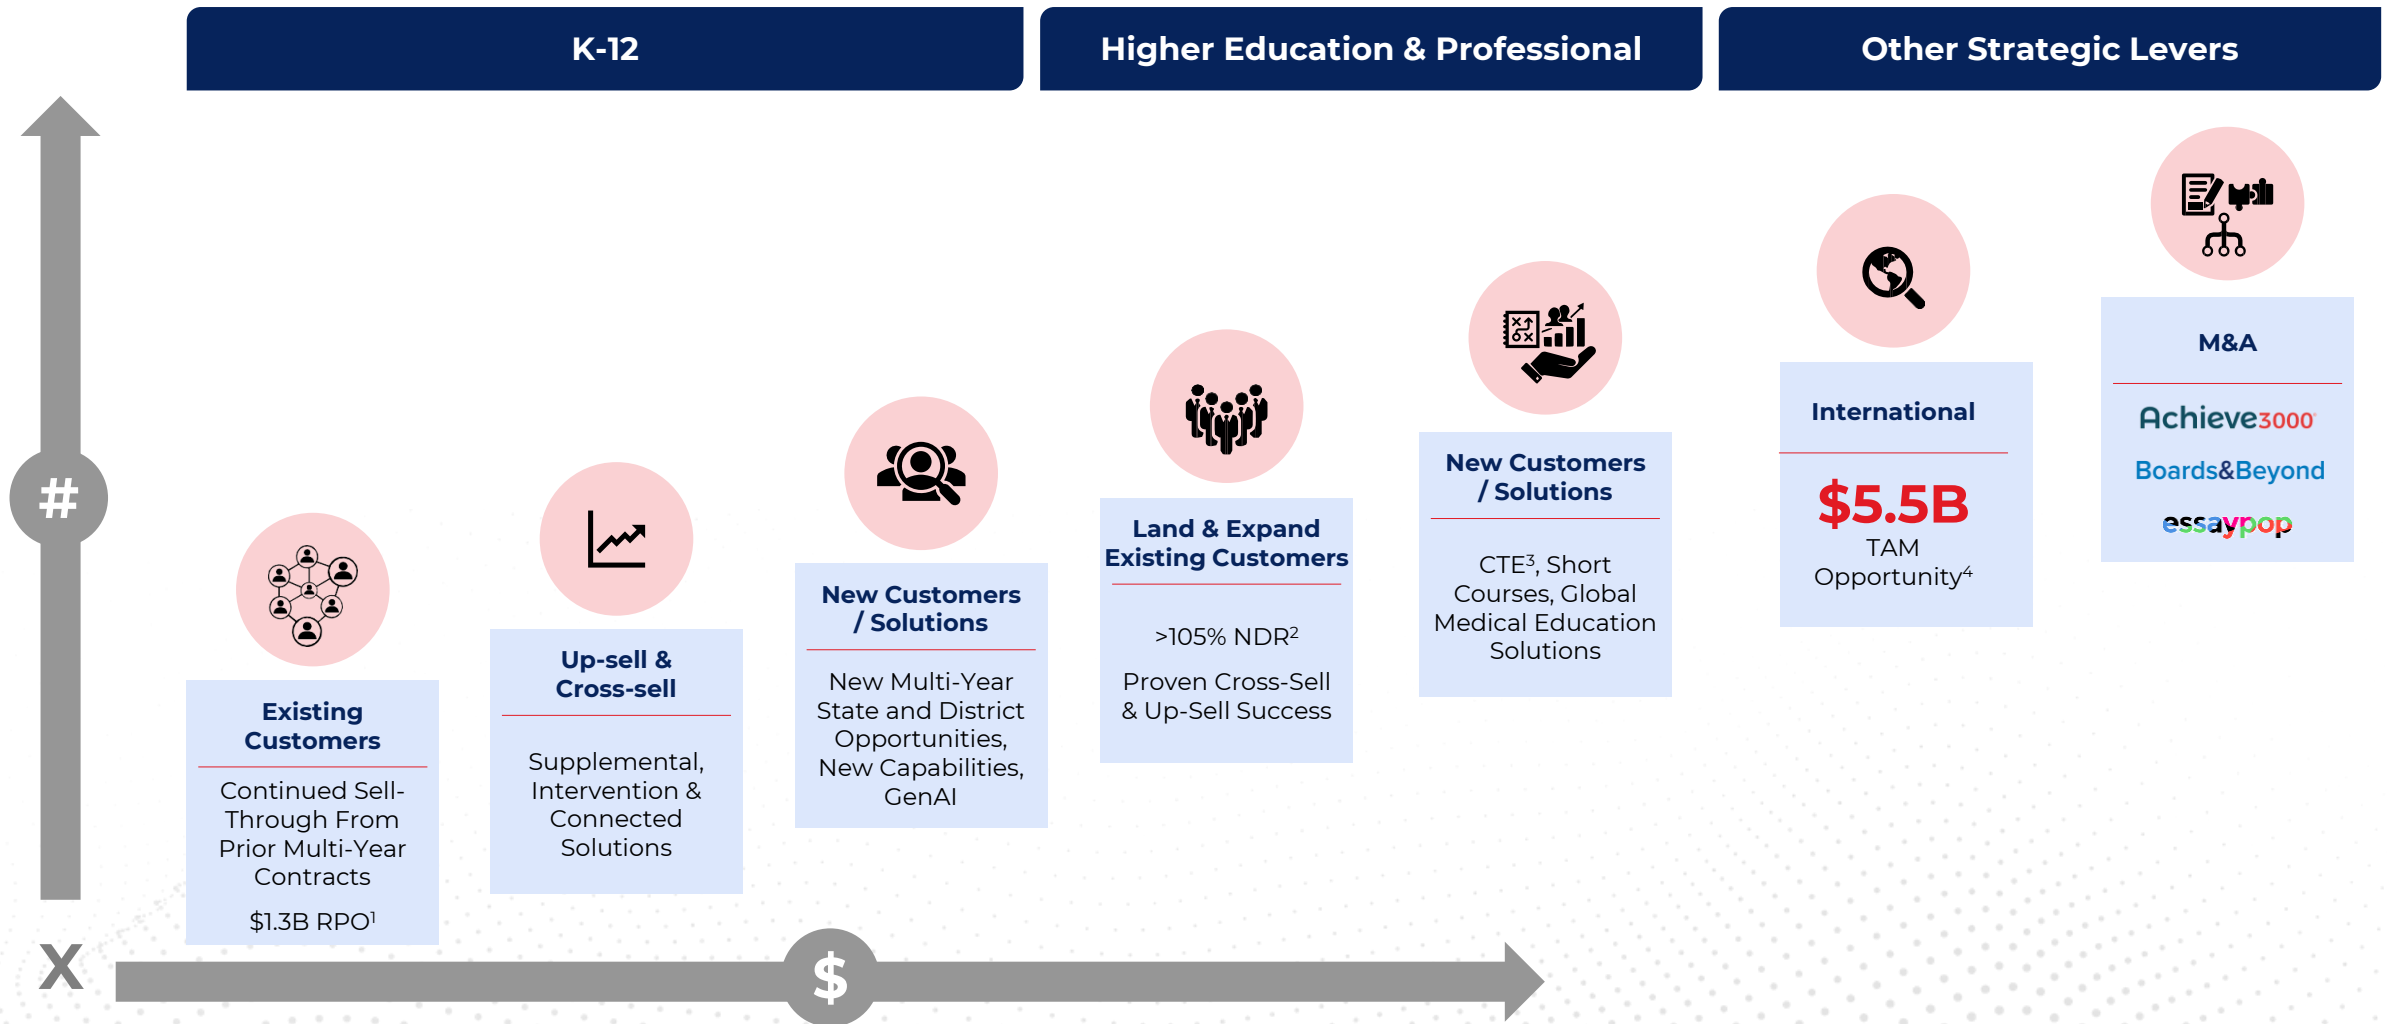 K-12
Higher Education & Professional
Other Strategic Levers
#
X
$
Existing
Customers
Continued Sell-
Through From
Prior Multi-Year
Contracts
$1.3B RPO¹
Up-sell &
Cross-sell
Supplemental,
Intervention &
Connected
Solutions
New Customers
/ Solutions
New Multi-Year
State and District
Opportunities,
New Capabilities,
GenAI
Land & Expand
Existing Customers
>105% NDR²
Proven Cross-Sell
& Up-Sell Success
New Customers
/ Solutions
CTE³, Short
Courses, Global
Medical Education
Solutions
International
$5.5B
TAM
Opportunity⁴
M&A
Achieve3000
Boards&Beyond
essaypop